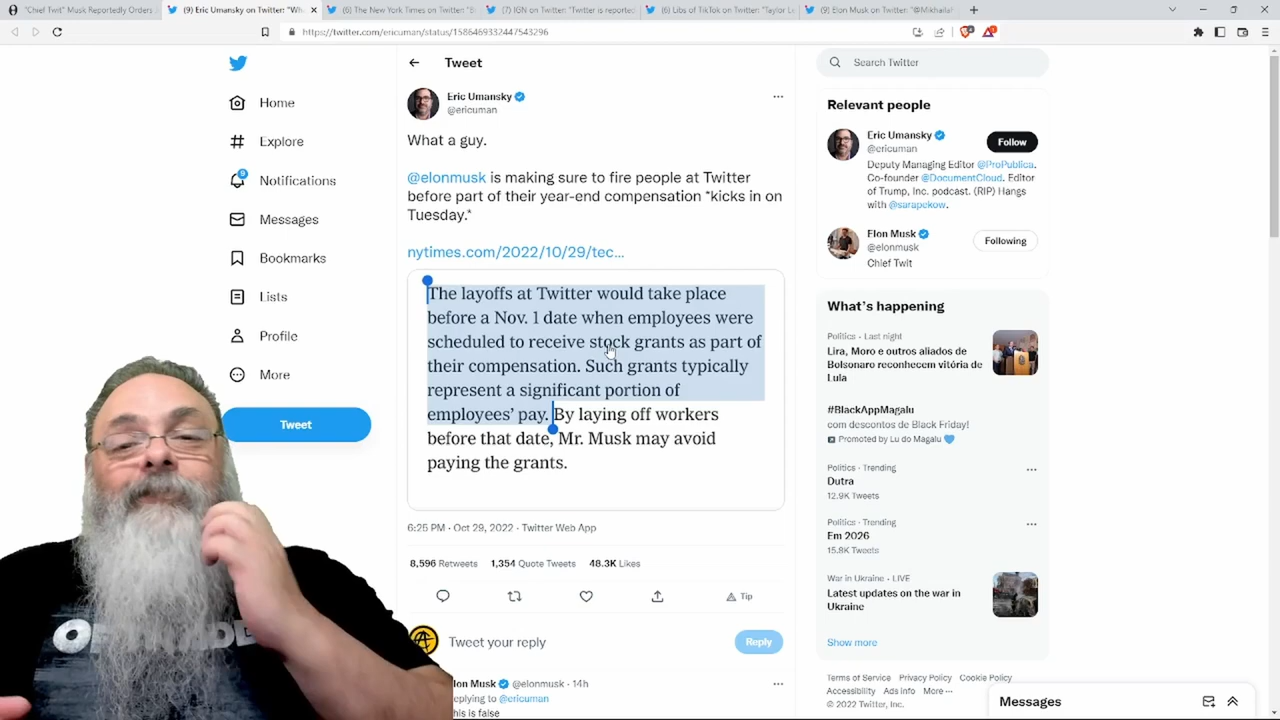 "Chief Twit" Musk Reportedly Orders
(9) Eric Umansky on Twitter: "Wh
(6) The New York Times on Twitter
(7) IGN on Twitter: "Twitter is reported
(6) Libs of TikTok on Twitter: "Taylor L
(9) Elon Musk on Twitter: "@Mikhaila
https://twitter.com/ericuman/status/1586469332447543296
Home
Explore
9
Notifications
Messages
Bookmarks
Lists
Profile
More
Tweet
Tweet
Eric Umansky
@ericuman
What a guy.
@elonmusk is making sure to fire people at Twitter
before part of their year-end compensation *kicks in on
Tuesday.*
nytimes.com/2022/10/29/tec...
The layoffs at Twitter would take place
before a Nov. 1 date when employees were
scheduled to receive stock grants as part of
their compensation. Such grants typically
represent a significant portion of
employees' pay. By laying off workers
before that date, Mr. Musk may avoid
paying the grants.
6:25 PM · Oct 29, 2022 · Twitter Web App
8,596 Retweets 1,354 Quote Tweets 48.3K Likes
Tip
Tweet your reply
Reply
lon Musk @elonmusk · 14h
eplying to @ericuman
his is false
Search Twitter
Relevant people
Eric Umansky
@ericuman
Follow
Deputy Managing Editor @ProPublica.
Co-founder @DocumentCloud. Editor
of Trump, Inc. podcast. (RIP) Hangs
with @sarapekow.
Elon Musk
@elonmusk
Following
Chief Twit
What's happening
Politics · Last night
Lira, Moro e outros aliados de
Bolsonaro reconhecem vitória de
Lula
#BlackAppMagalu
com descontos de Black Friday!
Promoted by Lu do Magalu
Politics · Trending
Dutra
12.9K Tweets
Politics · Trending
Em 2026
15.8K Tweets
War in Ukraine · LIVE
Latest updates on the war in
Ukraine
Show more
Terms of Service Privacy Policy Cookie Policy
Accessibility Ads info More ...
© 2022 Twitter, Inc.
Messages